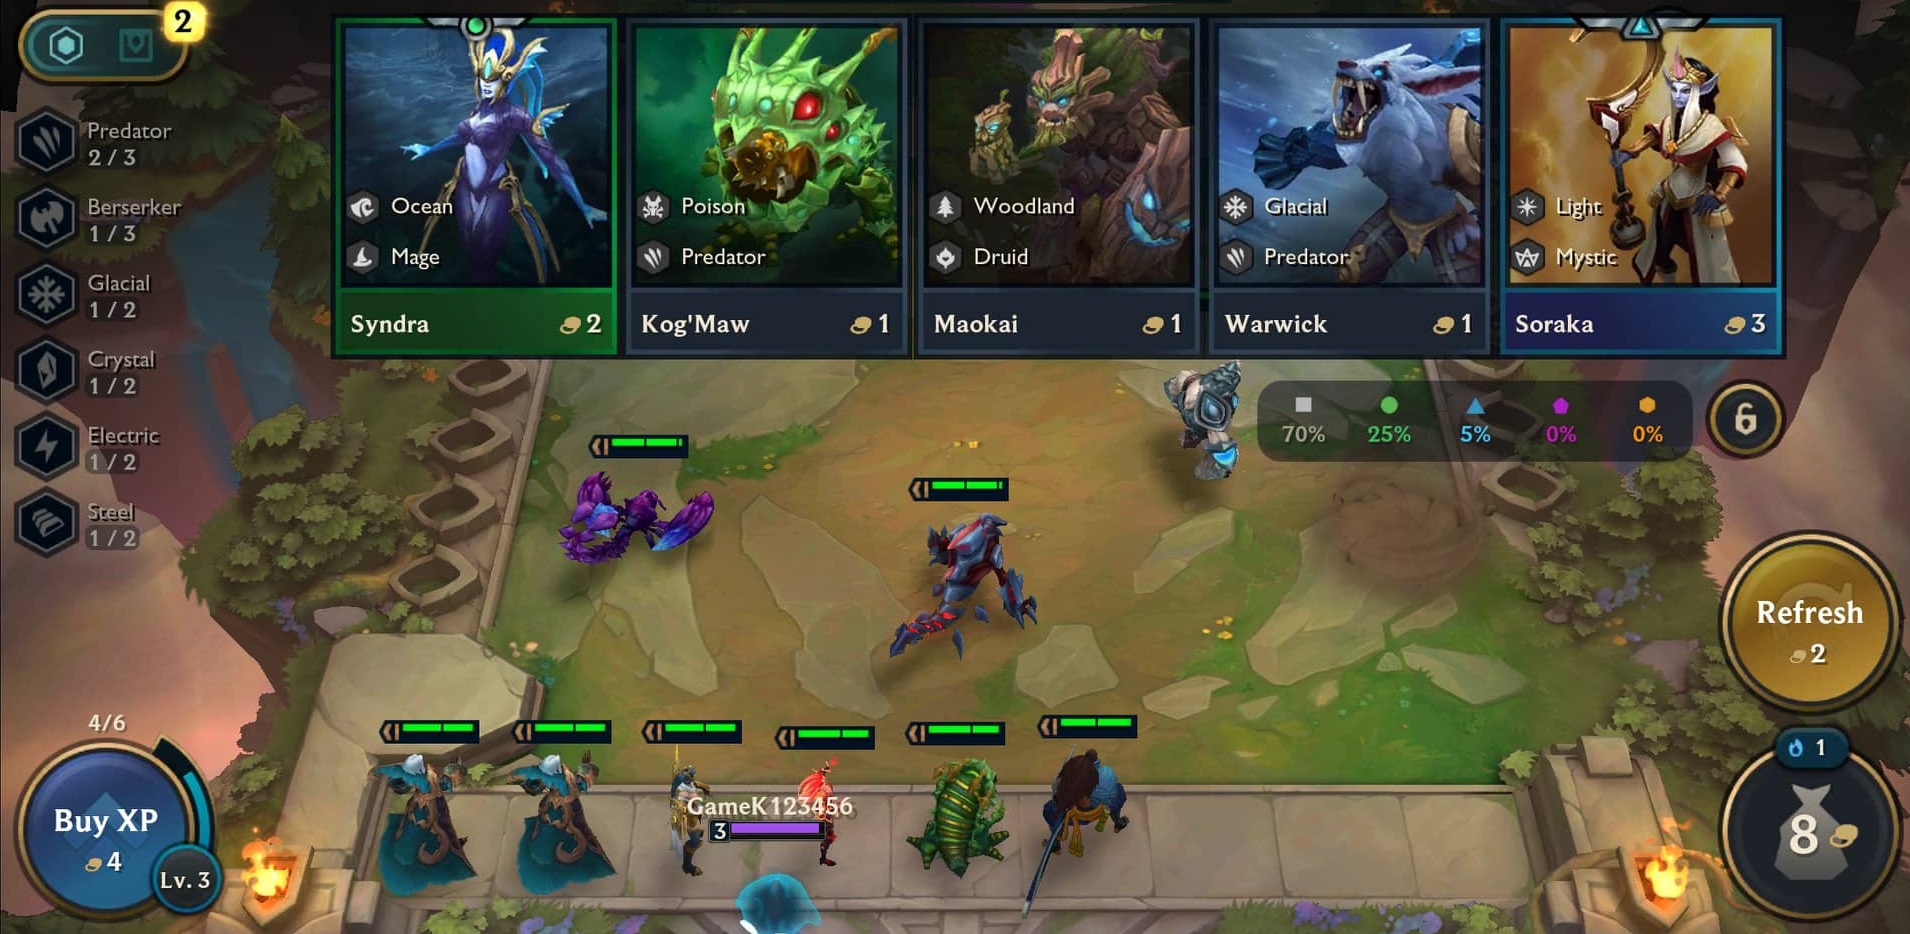 2
Predator
2 / 3
Berserker
1 / 3
Glacial
1 / 2
Crystal
1 / 2
Electric
1 / 2
Steel
1 / 2
Ocean
Mage
Syndra
2
Poison
Predator
Kog'Maw
1
Woodland
Druid
Maokai
1
Glacial
Predator
Warwick
1
Light
Mystic
Soraka
3
70% 25% 5% 0% 0%
Refresh
2
4/6
Buy XP
4
Lv. 3
GameK123456
3
1
8